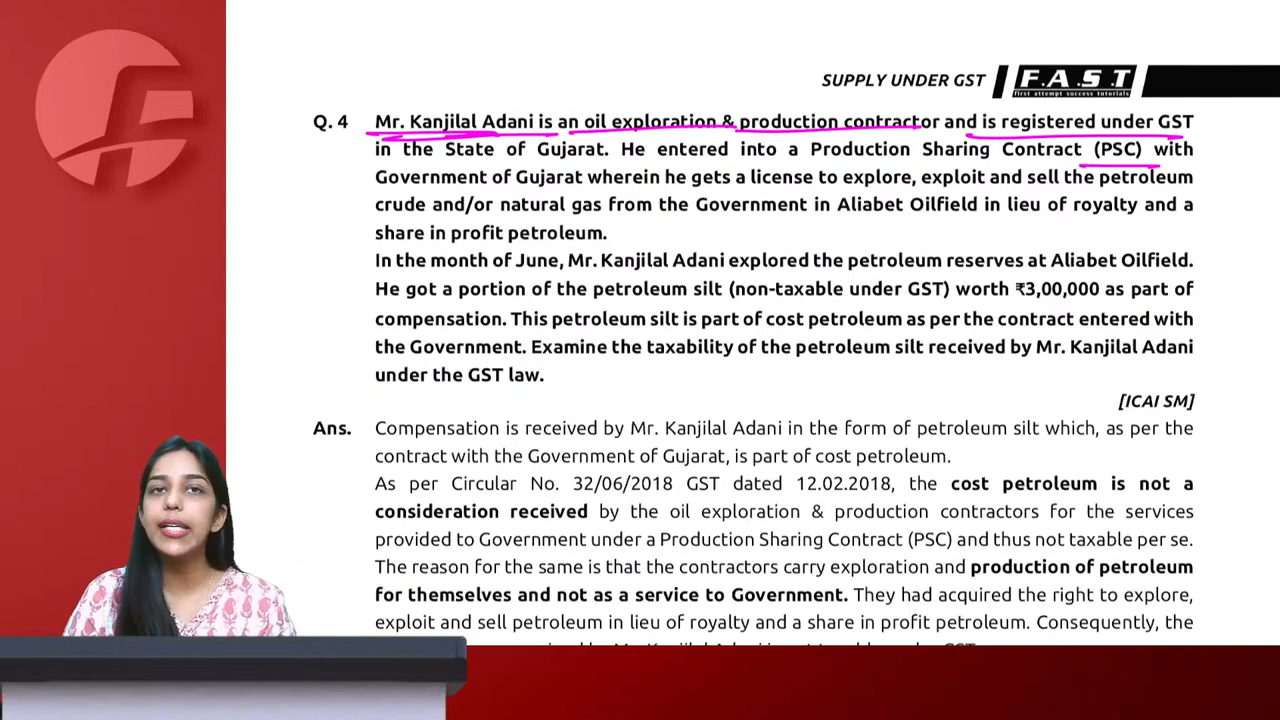 SUPPLY UNDER GST
F.A.S.T
first attempt success tutorials
Q. 4 Mr. Kanjilal Adani is an oil exploration & production contractor and is registered under GST
in the State of Gujarat. He entered into a Production Sharing Contract (PSC) with
Government of Gujarat wherein he gets a license to explore, exploit and sell the petroleum
crude and/or natural gas from the Government in Aliabet Oilfield in lieu of royalty and a
share in profit petroleum.
In the month of June, Mr. Kanjilal Adani explored the petroleum reserves at Aliabet Oilfield.
He got a portion of the petroleum silt (non-taxable under GST) worth ₹3,00,000 as part of
compensation. This petroleum silt is part of cost petroleum as per the contract entered with
the Government. Examine the taxability of the petroleum silt received by Mr. Kanjilal Adani
under the GST law.
[ICAI SM]
Ans. Compensation is received by Mr. Kanjilal Adani in the form of petroleum silt which, as per the
contract with the Government of Gujarat, is part of cost petroleum.
As per Circular No. 32/06/2018 GST dated 12.02.2018, the cost petroleum is not a
consideration received by the oil exploration & production contractors for the services
provided to Government under a Production Sharing Contract (PSC) and thus not taxable per se.
The reason for the same is that the contractors carry exploration and production of petroleum
for themselves and not as a service to Government. They had acquired the right to explore,
exploit and sell petroleum in lieu of royalty and a share in profit petroleum. Consequently, the